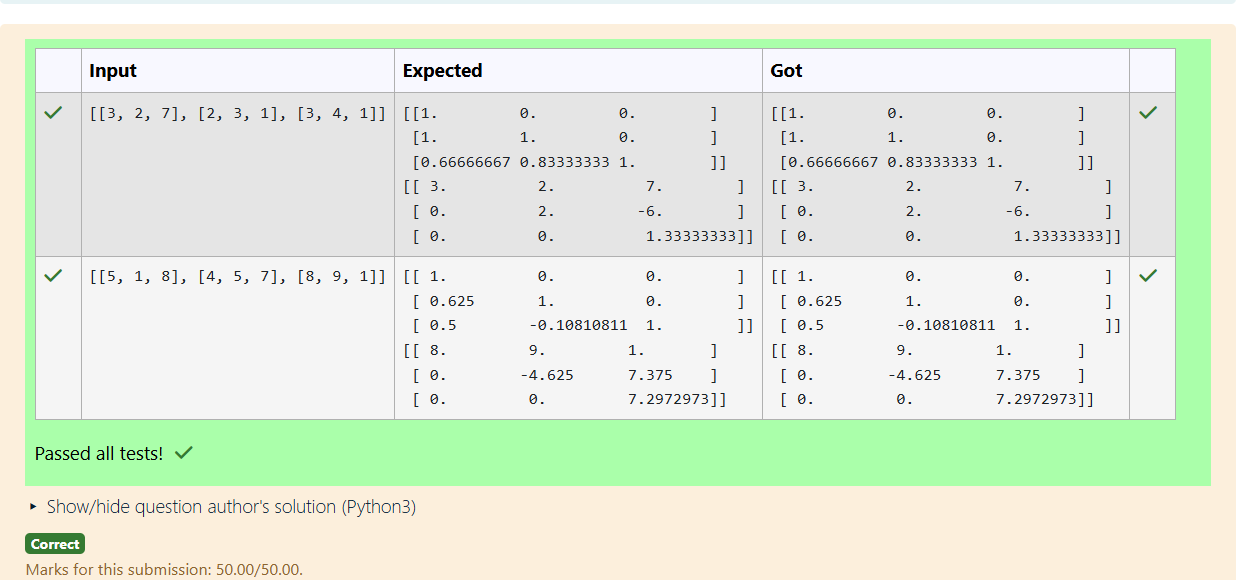 Input Expected Got
[[3, 2, 7], [2, 3, 1], [3, 4, 1]] [[1. 0. 0. ] [[1. 0. 0. ]
[1. 1. 0. ] [1. 1. 0. ]
[0.66666667 0.83333333 1. ]] [0.66666667 0.83333333 1. ]]
[[ 3. 2. 7. ] [[ 3. 2. 7. ]
[ 0. 2. -6. ] [ 0. 2. -6. ]
[ 0. 0. 1.33333333]] [ 0. 0. 1.33333333]]
[[5, 1, 8], [4, 5, 7], [8, 9, 1]] [[ 1. 0. 0. ] [[ 1. 0. 0. ]
[ 0.625 1. 0. ] [ 0.625 1. 0. ]
[ 0.5 -0.10810811 1. ]] [ 0.5 -0.10810811 1. ]]
[[ 8. 9. 1. ] [[ 8. 9. 1. ]
[ 0. -4.625 7.375 ] [ 0. -4.625 7.375 ]
[ 0. 0. 7.2972973]] [ 0. 0. 7.2972973]]
Passed all tests!
Show/hide question author's solution (Python3)
Correct
Marks for this submission: 50.00/50.00.